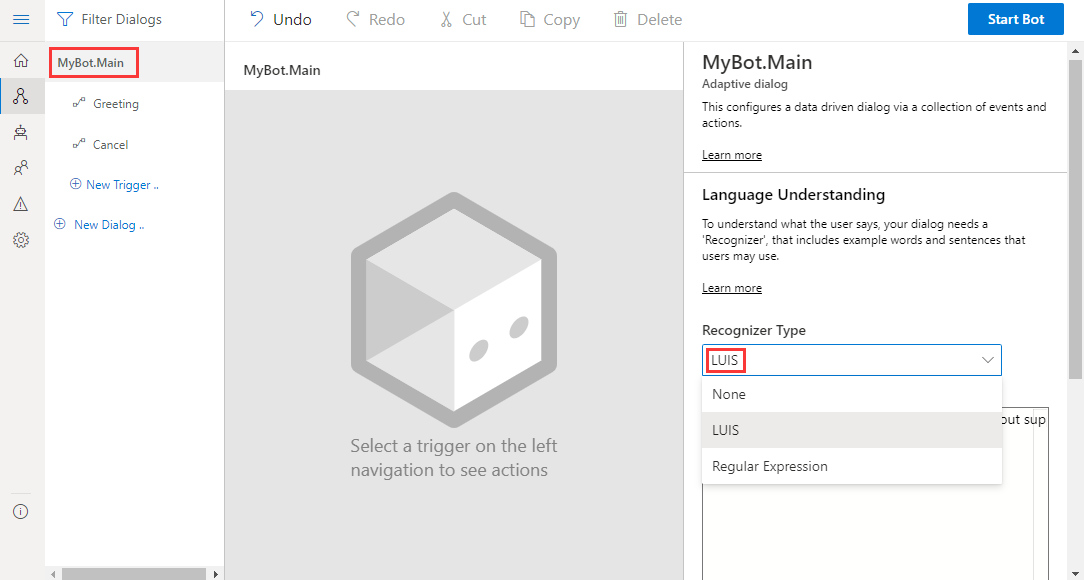 Filter Dialogs
Undo
Redo
Cut
Copy
Delete
Start Bot
MyBot.Main
Greeting
Cancel
New Trigger ..
New Dialog ..
MyBot.Main
Select a trigger on the left
navigation to see actions
MyBot.Main
Adaptive dialog
This configures a data driven dialog via a collection of events and
actions.
Learn more
Language Understanding
To understand what the user says, your dialog needs a
'Recognizer', that includes example words and sentences that
users may use.
Learn more
Recognizer Type
LUIS
None
LUIS
Regular Expression
out sup